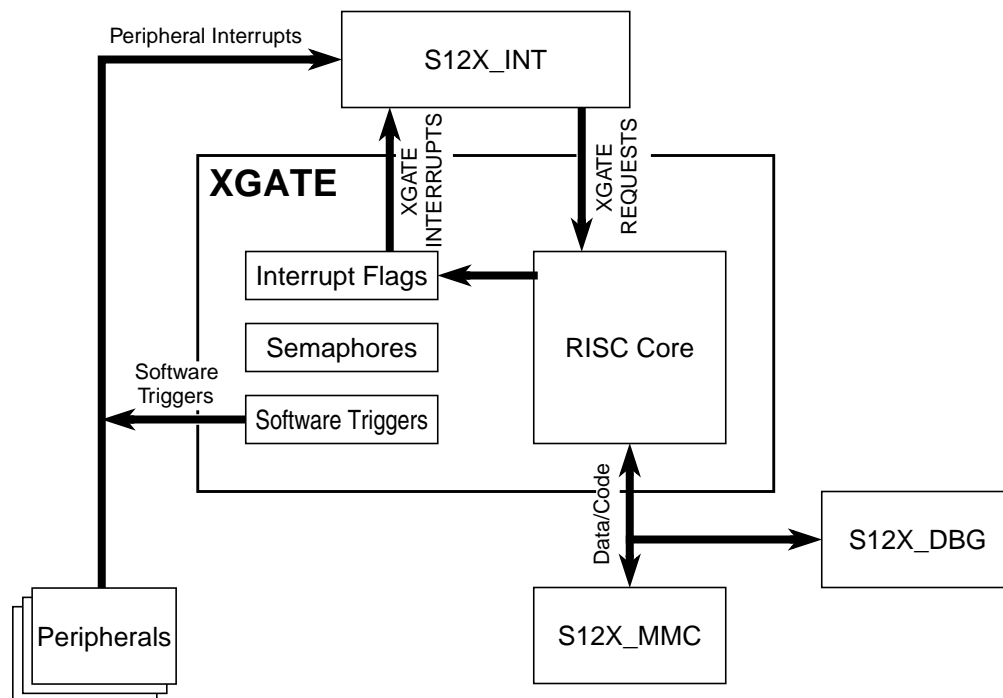 Peripheral Interrupts
S12X_INT
XGATE
INTERRUPTS
XGATE
REQUESTS
XGATE
Interrupt Flags
Semaphores
RISC Core
Software
Triggers
Software Triggers
Data/Code
S12X_DBG
Peripherals
S12X_MMC